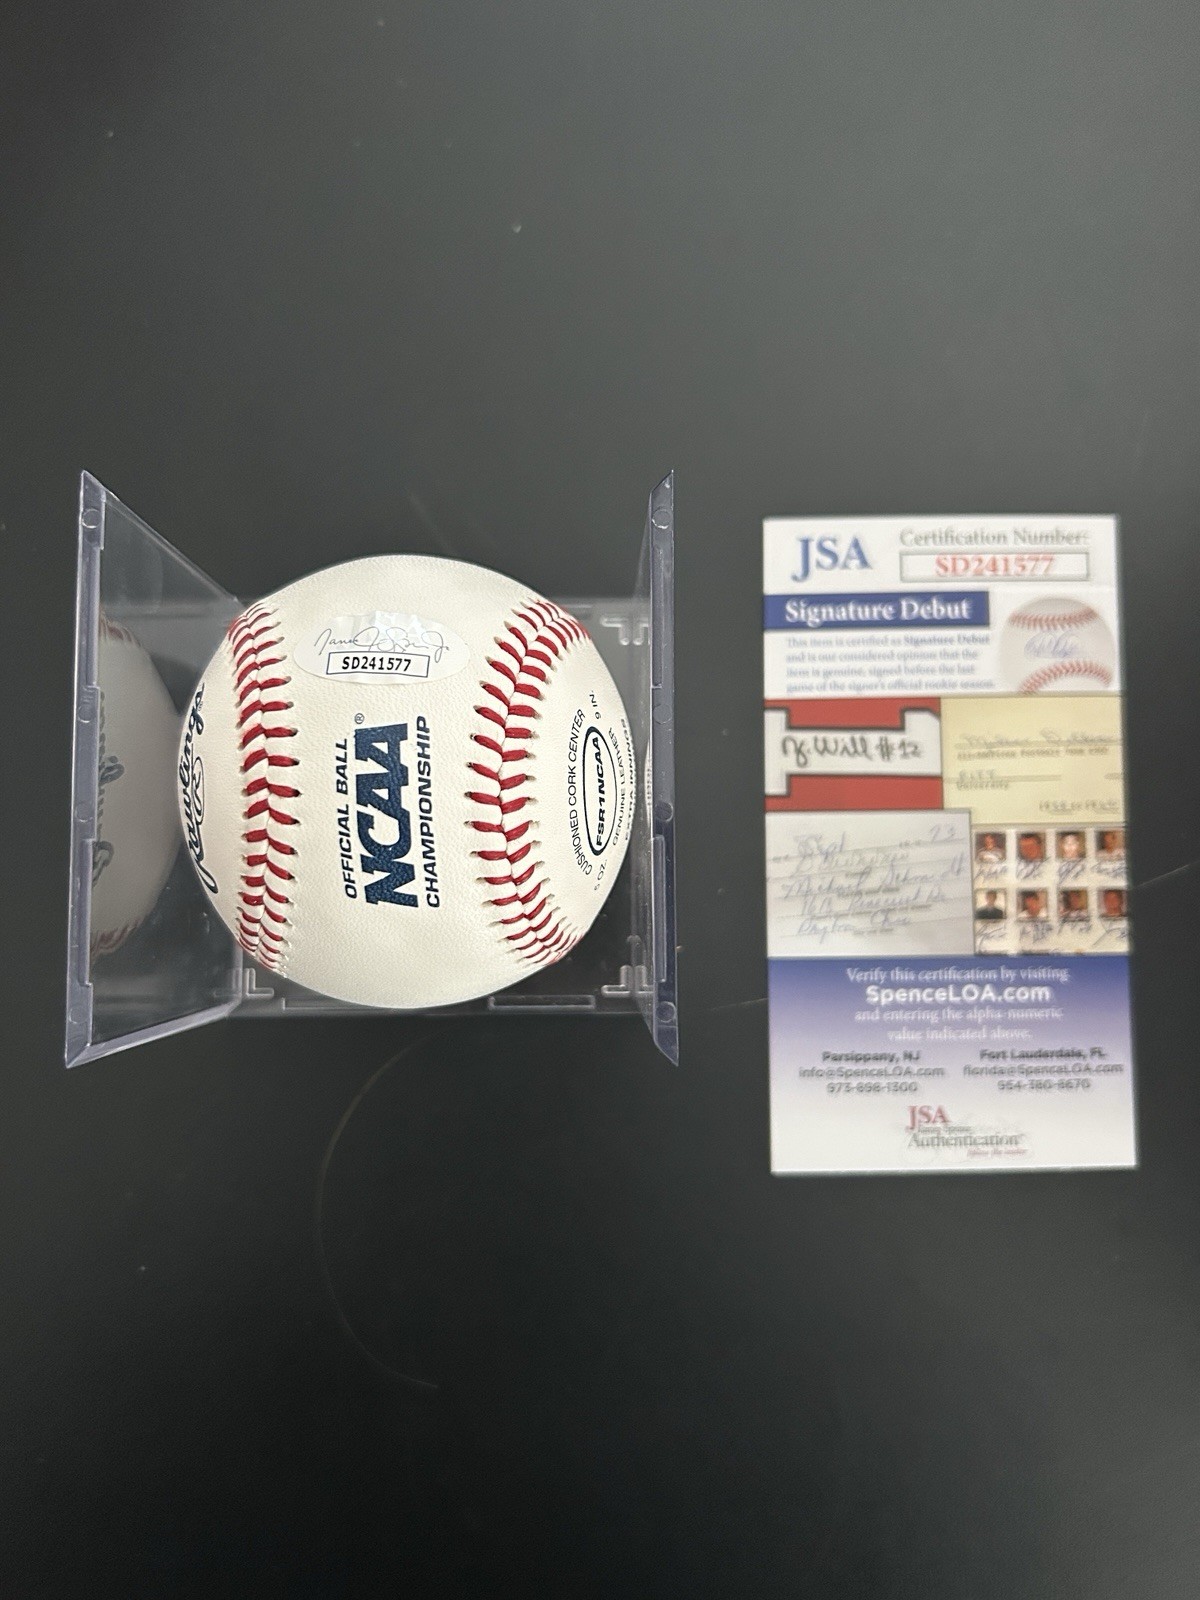 Rawlings
SD241577
OFFICIAL BALL
NCAA®
CHAMPIONSHIP
CUSHIONED CORK CENTER
5 OZ. 9 IN.
FSR1NCAA
GENUINE LEATHER
JSA
Certification Number:
SD241577
Signature Debut
This item is certified as Signature Debut
and is our considered opinion that the
item is genuine, signed before the last
game of the signer's official rookie season.
Verify this certification by visiting
SpenceLOA.com
and entering the alpha-numeric
value indicated above.
Parsippany, NJ
info@SpenceLOA.com
973-898-1300
Fort Lauderdale, FL
florida@SpenceLOA.com
954-380-8670
JSA
Authentication